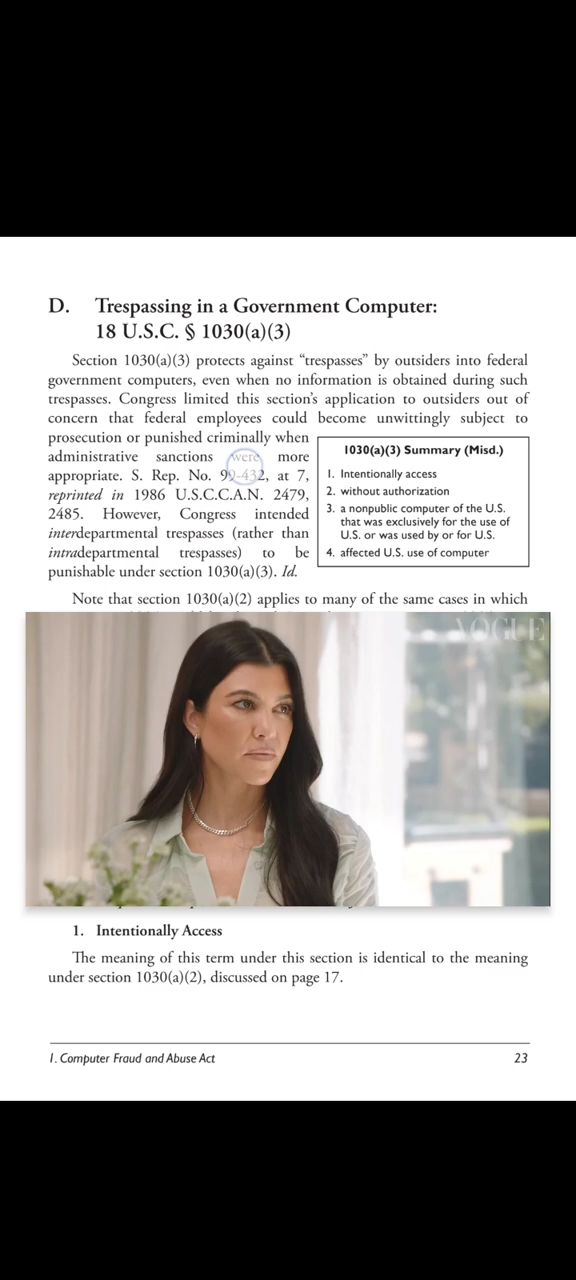 D. Trespassing in a Government Computer:
18 U.S.C. § 1030(a)(3)
Section 1030(a)(3) protects against “trespasses” by outsiders into federal
government computers, even when no information is obtained during such
trespasses. Congress limited this section’s application to outsiders out of
concern that federal employees could become unwittingly subject to
prosecution or punished criminally when
administrative sanctions were more
appropriate. S. Rep. No. 99-432, at 7,
reprinted in 1986 U.S.C.C.A.N. 2479,
2485. However, Congress intended
interdepartmental trespasses (rather than
intradepartmental trespasses) to be
punishable under section 1030(a)(3). Id.
1030(a)(3) Summary (Misd.)
1. Intentionally access
2. without authorization
3. a nonpublic computer of the U.S.
that was exclusively for the use of
U.S. or was used by or for U.S.
4. affected U.S. use of computer
Note that section 1030(a)(2) applies to many of the same cases in which
VOGUE
1. Intentionally Access
The meaning of this term under this section is identical to the meaning
under section 1030(a)(2), discussed on page 17.
1. Computer Fraud and Abuse Act
23